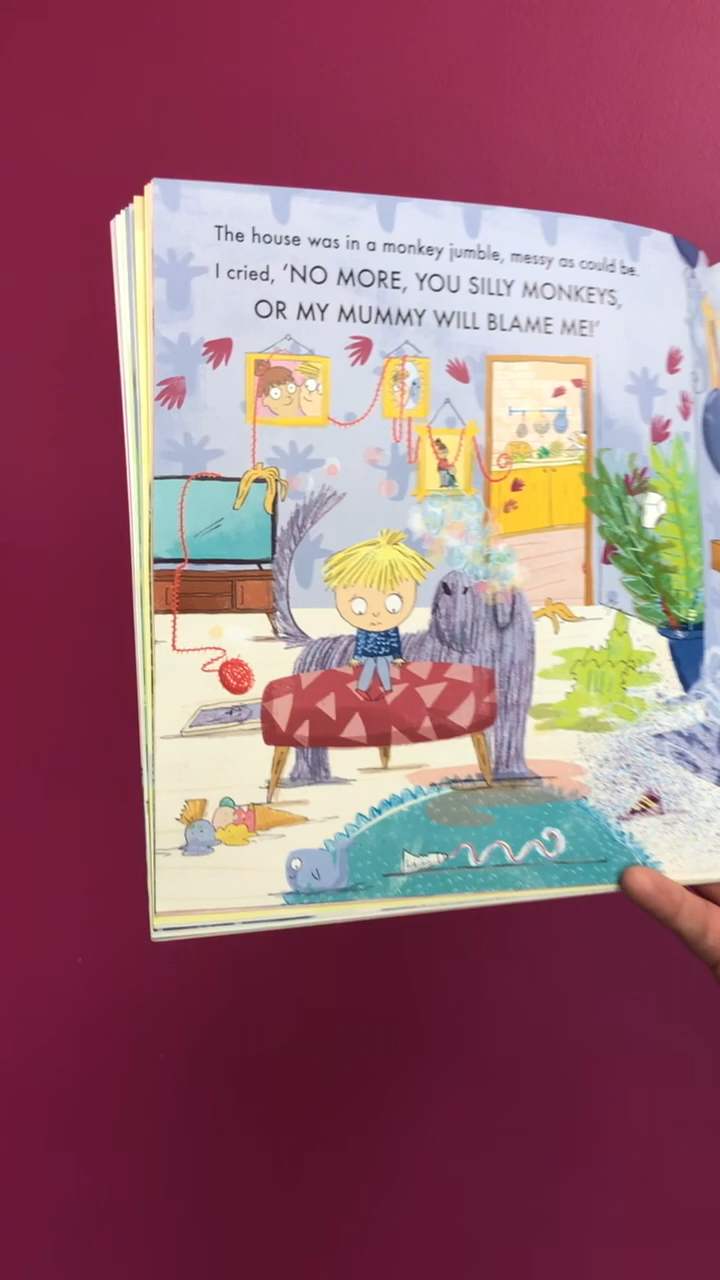 The house was in a monkey jumble, messy as could be.
I cried, ‘NO MORE, YOU SILLY MONKEYS,
OR MY MUMMY WILL BLAME ME!’